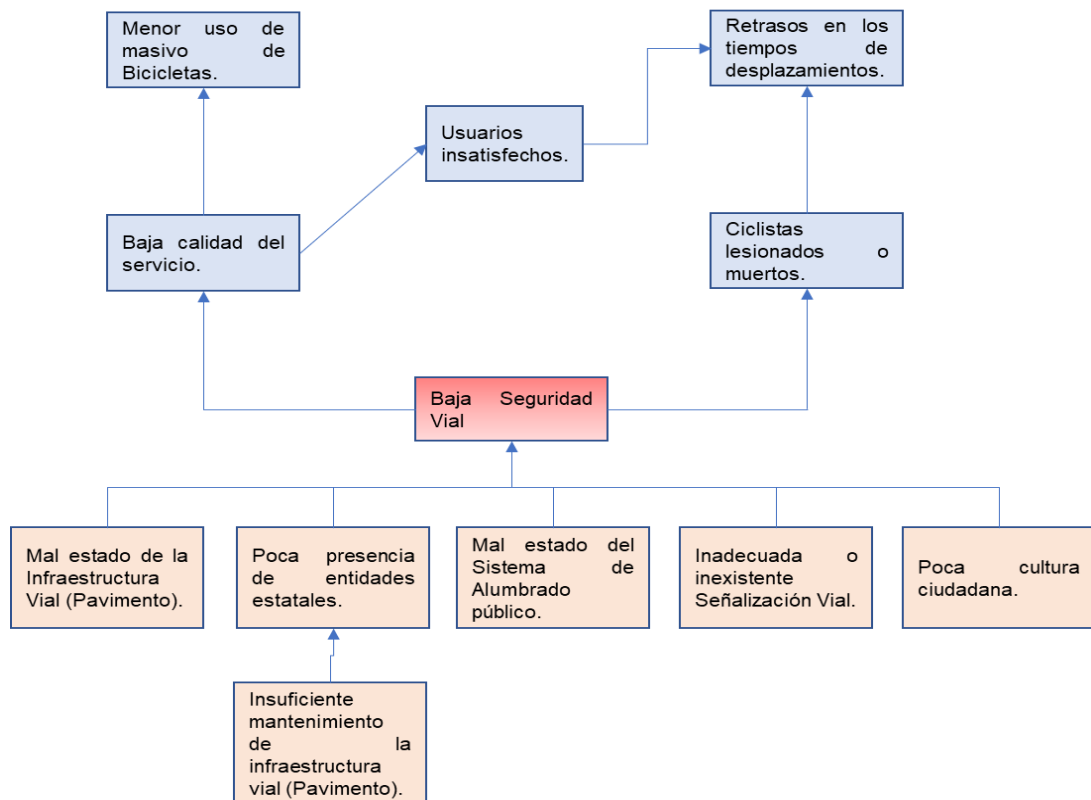 Menor uso de
masivo de
Bicicletas.
Retrasos en los
tiempos de
desplazamientos.
Usuarios
insatisfechos.
Baja calidad del
servicio.
Ciclistas
lesionados o
muertos.
Baja Seguridad
Vial
Mal estado de la
Infraestructura
Vial (Pavimento).
Poca presencia
de entidades
estatales.
Mal estado del
Sistema de
Alumbrado
público.
Inadecuada o
inexistente
Señalización Vial.
Poca cultura
ciudadana.
Insuficiente
mantenimiento
de la
infraestructura
vial (Pavimento).